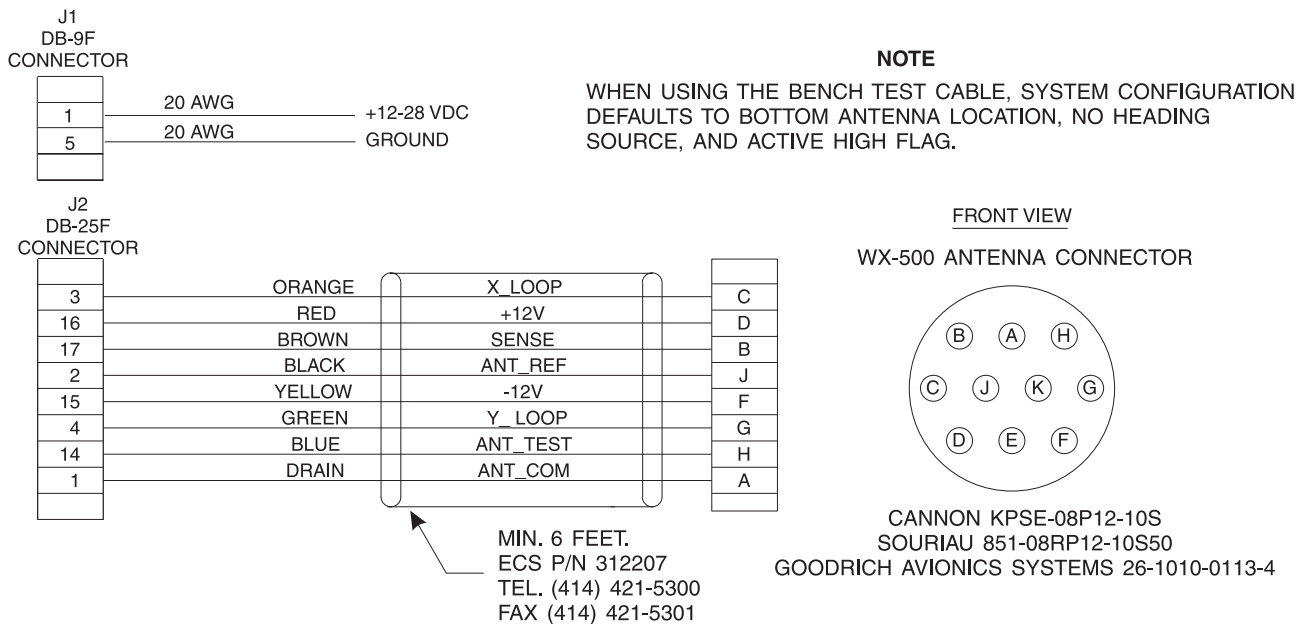 J1
DB-9F
CONNECTOR
1 20 AWG +12-28 VDC
5 20 AWG GROUND
NOTE
WHEN USING THE BENCH TEST CABLE, SYSTEM CONFIGURATION
DEFAULTS TO BOTTOM ANTENNA LOCATION, NO HEADING
SOURCE, AND ACTIVE HIGH FLAG.
J2
DB-25F
CONNECTOR
3 ORANGE X_LOOP C
16 RED +12V D
17 BROWN SENSE B
2 BLACK ANT_REF J
15 YELLOW -12V F
4 GREEN Y_ LOOP G
14 BLUE ANT_TEST H
1 DRAIN ANT_COM A
MIN. 6 FEET.
ECS P/N 312207
TEL. (414) 421-5300
FAX (414) 421-5301
FRONT VIEW
WX-500 ANTENNA CONNECTOR
B A H
C J K G
D E F
CANNON KPSE-08P12-10S
SOURIAU 851-08RP12-10S50
GOODRICH AVIONICS SYSTEMS 26-1010-0113-4